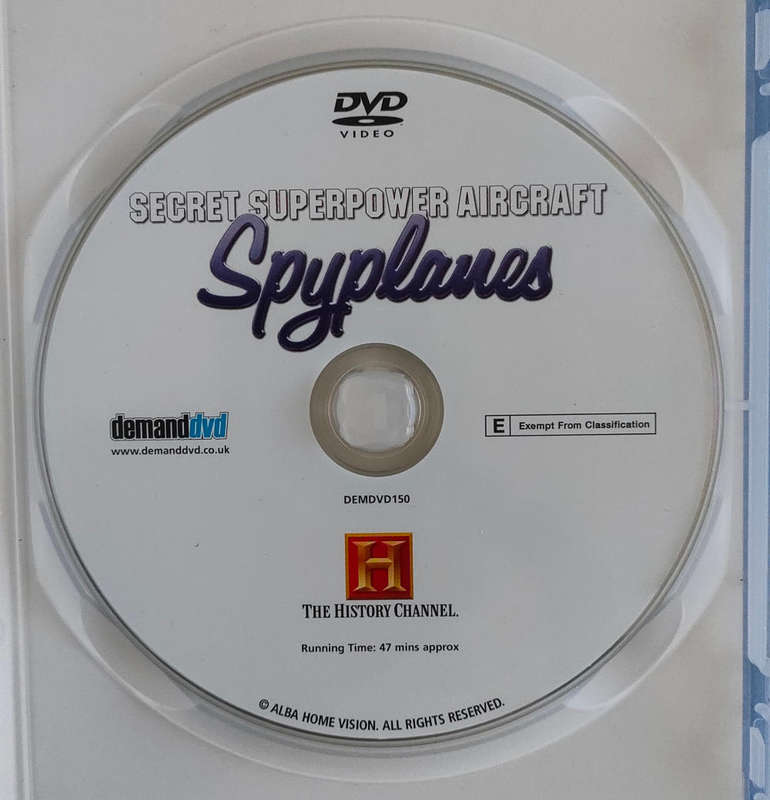 DVD
VIDEO
SECRET SUPERPOWER AIRCRAFT
Spyplanes
demanddvd
www.demanddvd.co.uk
E Exempt From Classification
DEMDVD150
H
THE HISTORY CHANNEL.
Running Time: 47 mins approx
© ALBA HOME VISION. ALL RIGHTS RESERVED.